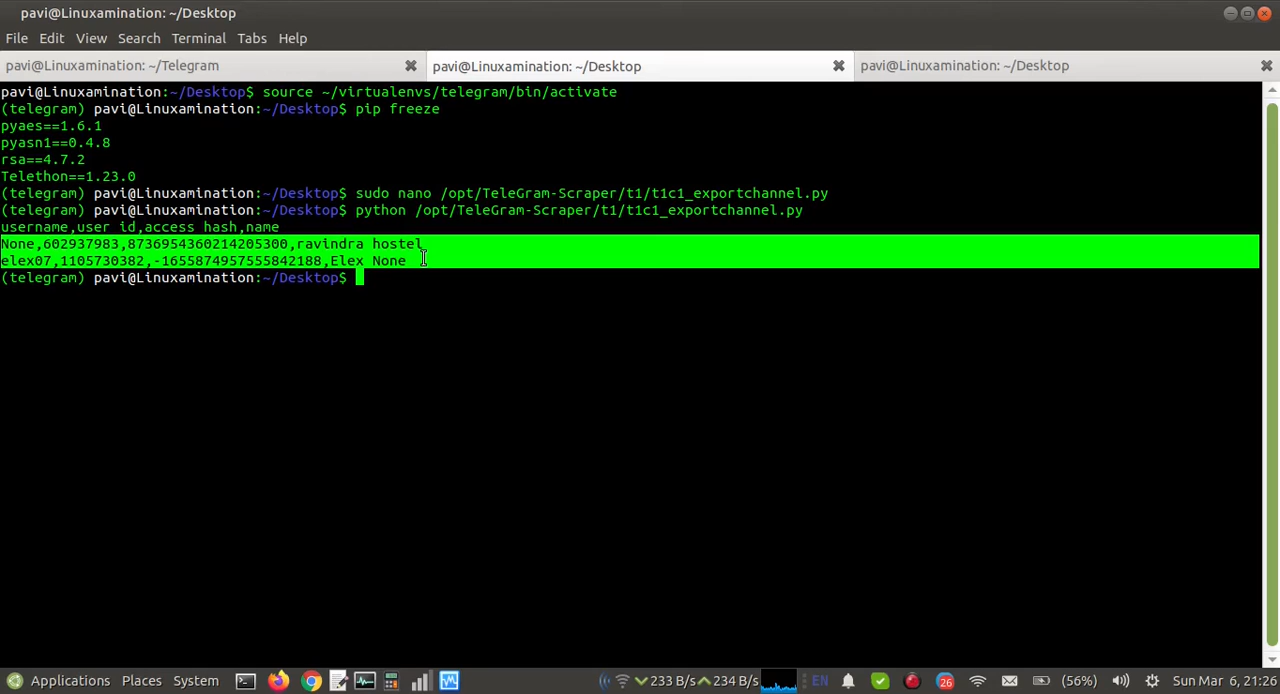 pavi@Linuxamination: ~/Desktop
File Edit View Search Terminal Tabs Help
pavi@Linuxamination: ~/Telegram
pavi@Linuxamination: ~/Desktop
pavi@Linuxamination: ~/Desktop
pavi@Linuxamination:~/Desktop$ source ~/virtualenvs/telegram/bin/activate
(telegram) pavi@Linuxamination:~/Desktop$ pip freeze
pyaes==1.6.1
pyasn1==0.4.8
rsa==4.7.2
Telethon==1.23.0
(telegram) pavi@Linuxamination:~/Desktop$ sudo nano /opt/TeleGram-Scraper/t1/t1c1_exportchannel.py
(telegram) pavi@Linuxamination:~/Desktop$ python /opt/TeleGram-Scraper/t1/t1c1_exportchannel.py
username,user id,access hash,name
None,602937983,8736954360214205300,ravindra hostel
elex07,1105730382,-1655874957555842188,Elex None
(telegram) pavi@Linuxamination:~/Desktop$
Applications Places System 233 B/s 234 B/s EN 26 (56%) Sun Mar 6, 21:26